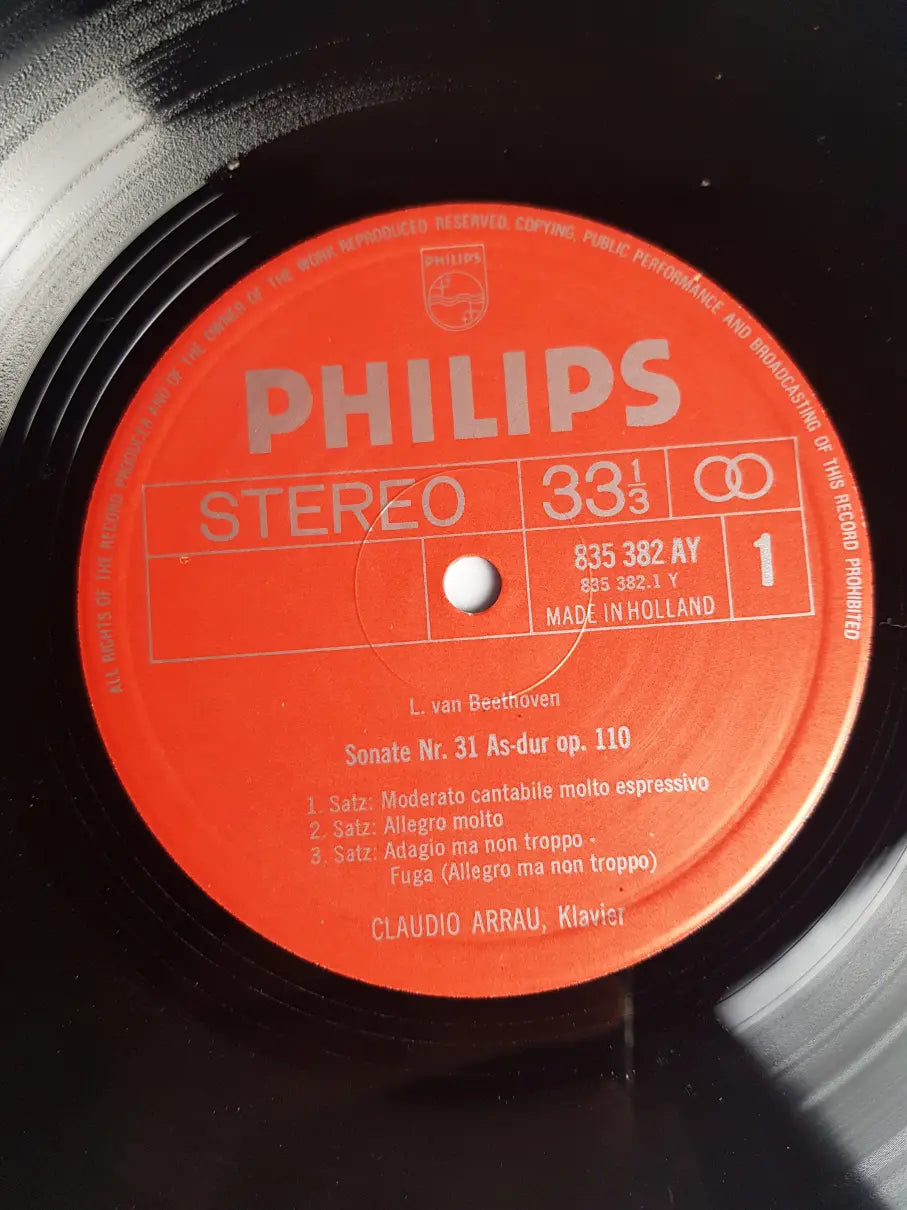 ALL RIGHTS OF THE RECORD PRODUCER AND OF THE OWNER OF THE WORK REPRODUCED RESERVED. COPYING, PUBLIC PERFORMANCE AND BROADCASTING OF THIS RECORD PROHIBITED
PHILIPS
PHILIPS
STEREO
33 1/3
835 382 AY
835 382.1 Y
MADE IN HOLLAND
1
L. van Beethoven
Sonate Nr. 31 As-dur op. 110
1. Satz: Moderato cantabile molto espressivo
2. Satz: Allegro molto
3. Satz: Adagio ma non troppo -
Fuga (Allegro ma non troppo)
CLAUDIO ARRAU, Klavier